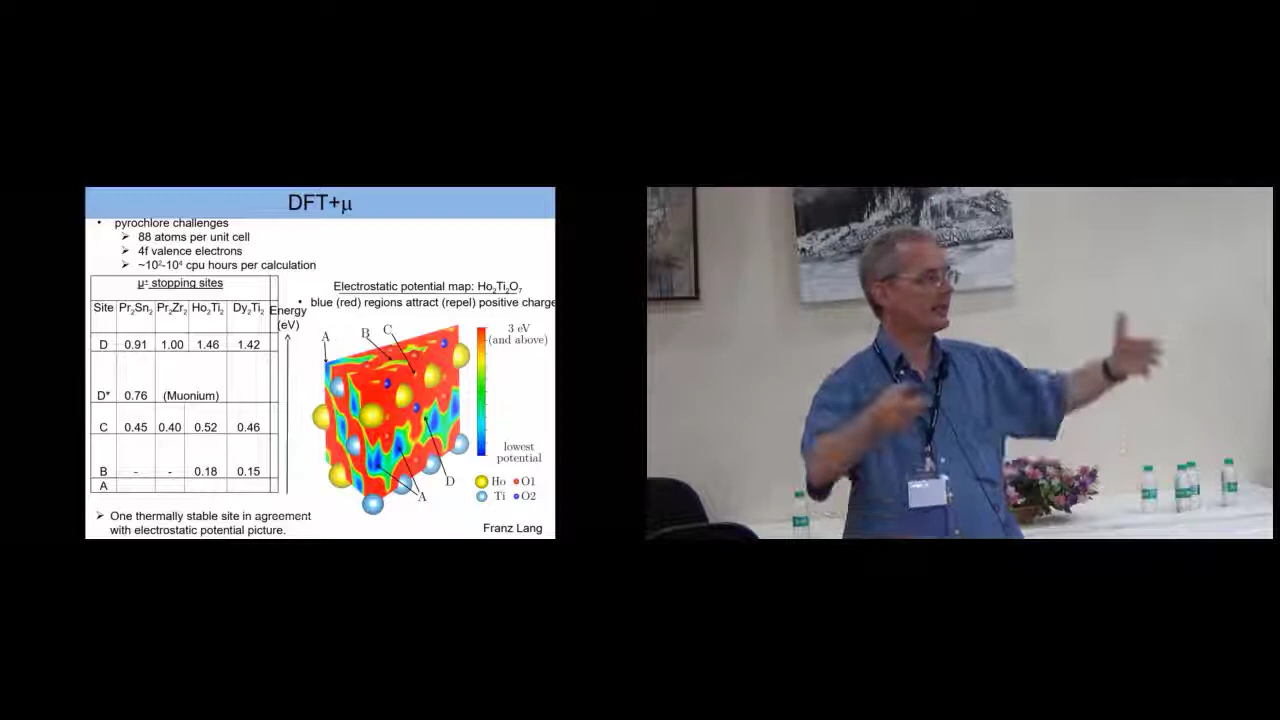 DFT+μ
• pyrochlore challenges
➢ 88 atoms per unit cell
➢ 4f valence electrons
➢ ~10²-10⁴ cpu hours per calculation
μ⁺ stopping sites
Site Pr₂Sn₂ Pr₂Zr₂ Ho₂Ti₂ Dy₂Ti₂
D 0.91 1.00 1.46 1.42
D* 0.76 (Muonium)
C 0.45 0.40 0.52 0.46
B - - 0.18 0.15
A
Energy
(eV)
➢ One thermally stable site in agreement
with electrostatic potential picture.
Electrostatic potential map: Ho₂Ti₂O₇
• blue (red) regions attract (repel) positive charge
A B C
3 eV
(and above)
lowest
potential
D
A
Ho O1
Ti O2
Franz Lang